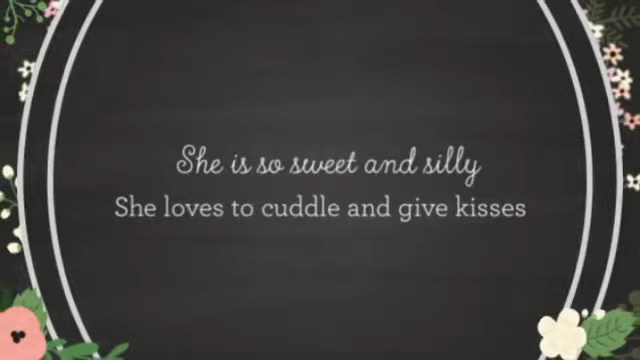 She is so sweet and silly
She loves to cuddle and give kisses